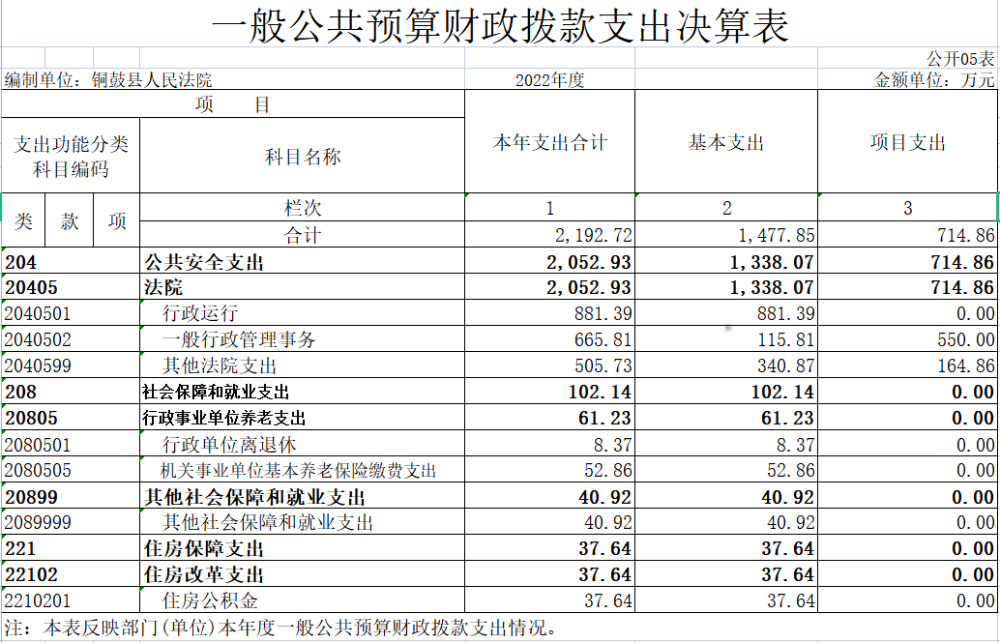 一般公共预算财政拨款支出决算表
公开05表
编制单位：铜鼓县人民法院 2022年度 金额单位：万元
项 目 本年支出合计 基本支出 项目支出
支出功能分类科目编码 科目名称
类 款 项 栏次 1 2 3
合计 2,192.72 1,477.85 714.86
204 公共安全支出 2,052.93 1,338.07 714.86
20405 法院 2,052.93 1,338.07 714.86
2040501 行政运行 881.39 881.39 0.00
2040502 一般行政管理事务 665.81 115.81 550.00
2040599 其他法院支出 505.73 340.87 164.86
208 社会保障和就业支出 102.14 102.14 0.00
20805 行政事业单位养老支出 61.23 61.23 0.00
2080501 行政单位离退休 8.37 8.37 0.00
2080505 机关事业单位基本养老保险缴费支出 52.86 52.86 0.00
20899 其他社会保障和就业支出 40.92 40.92 0.00
2089999 其他社会保障和就业支出 40.92 40.92 0.00
221 住房保障支出 37.64 37.64 0.00
22102 住房改革支出 37.64 37.64 0.00
2210201 住房公积金 37.64 37.64 0.00
注：本表反映部门(单位)本年度一般公共预算财政拨款支出情况。